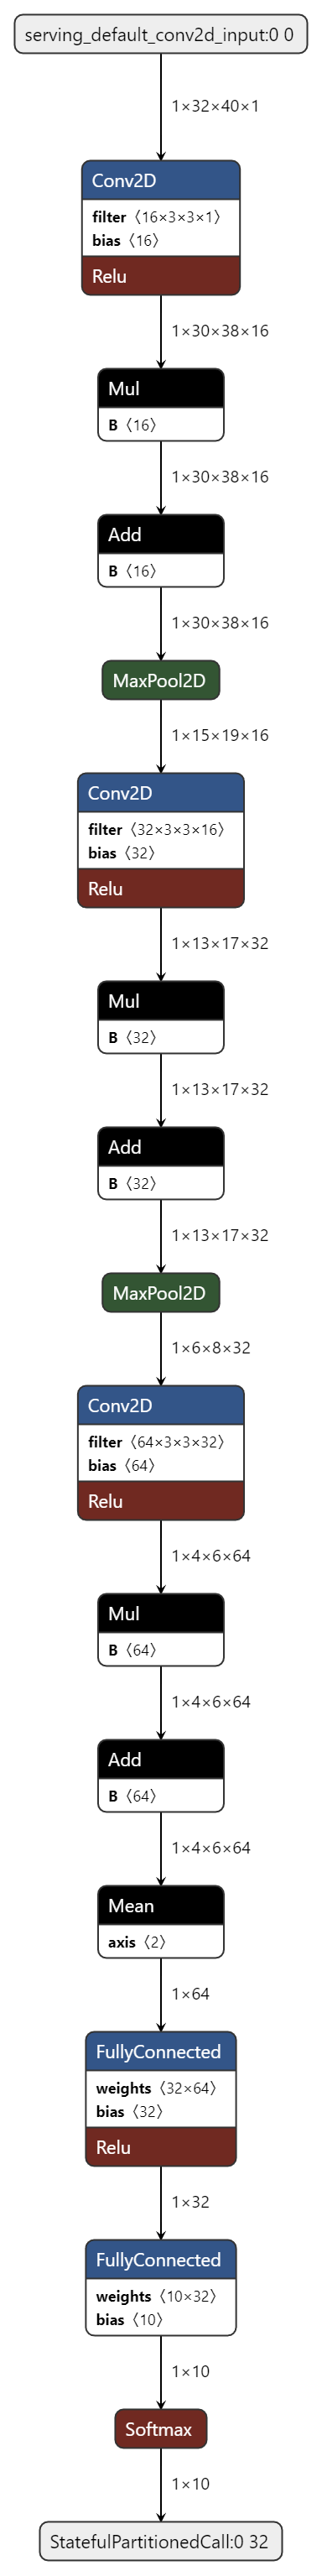 serving_default_conv2d_input:0 0
1×32×40×1
Conv2D
filter〈16×3×3×1〉
bias〈16〉
Relu
1×30×38×16
Mul
B〈16〉
1×30×38×16
Add
B〈16〉
1×30×38×16
MaxPool2D
1×15×19×16
Conv2D
filter〈32×3×3×16〉
bias〈32〉
Relu
1×13×17×32
Mul
B〈32〉
1×13×17×32
Add
B〈32〉
1×13×17×32
MaxPool2D
1×6×8×32
Conv2D
filter〈64×3×3×32〉
bias〈64〉
Relu
1×4×6×64
Mul
B〈64〉
1×4×6×64
Add
B〈64〉
1×4×6×64
Mean
axis〈2〉
1×64
FullyConnected
weights〈32×64〉
bias〈32〉
Relu
1×32
FullyConnected
weights〈10×32〉
bias〈10〉
1×10
Softmax
1×10
StatefulPartitionedCall:0 32